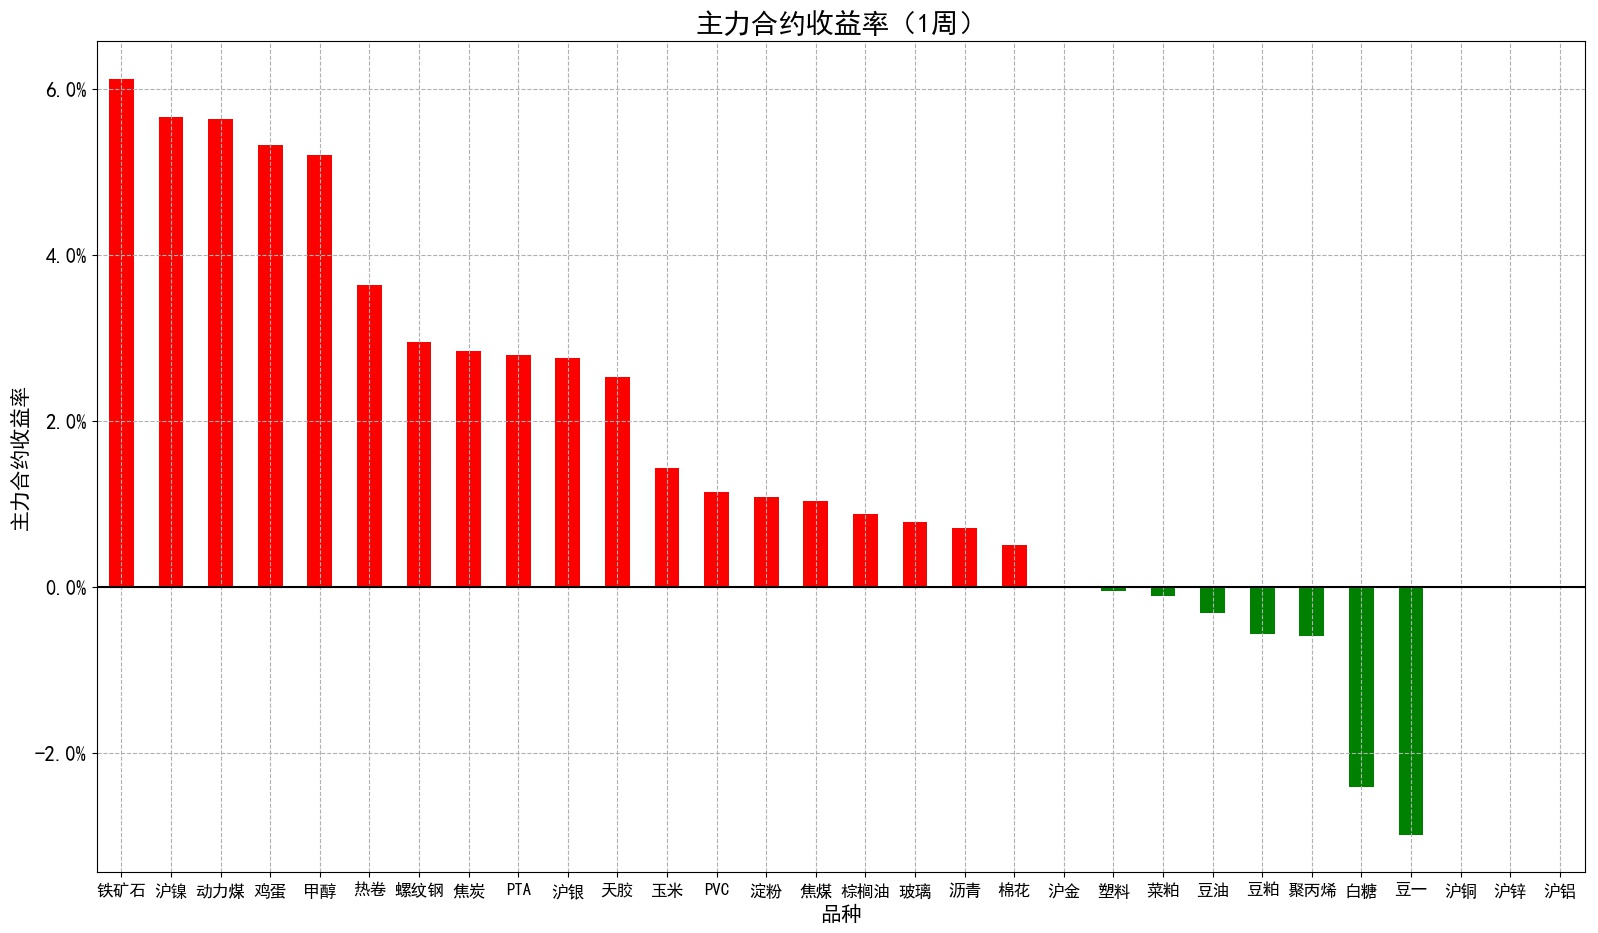 主力合约收益率（1周）
主力合约收益率
6.0%
4.0%
2.0%
0.0%
-2.0%
铁矿石 沪镍 动力煤 鸡蛋 甲醇 热卷 螺纹钢 焦炭 PTA 沪银 天胶 玉米 PVC 淀粉 焦煤 棕榈油 玻璃 沥青 棉花 沪金 塑料 菜粕 豆油 豆粕 聚丙烯 白糖 豆一 沪铜 沪锌 沪铝
品种